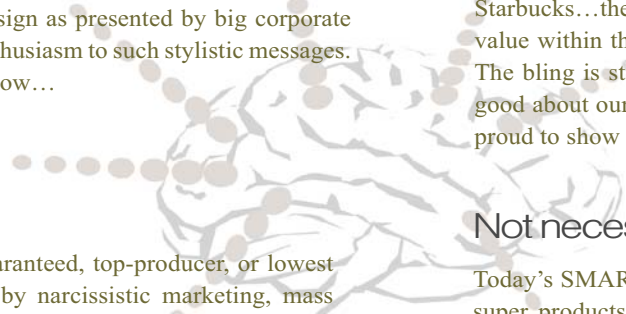 sign as presented by big corporate
husiasm to such stylistic messages.
ow…
aranteed, top-producer, or lowest
by narcissistic marketing, mass
Starbucks…the
value within th
The bling is st
good about our
proud to show
Not neces
Today’s SMAR
super products